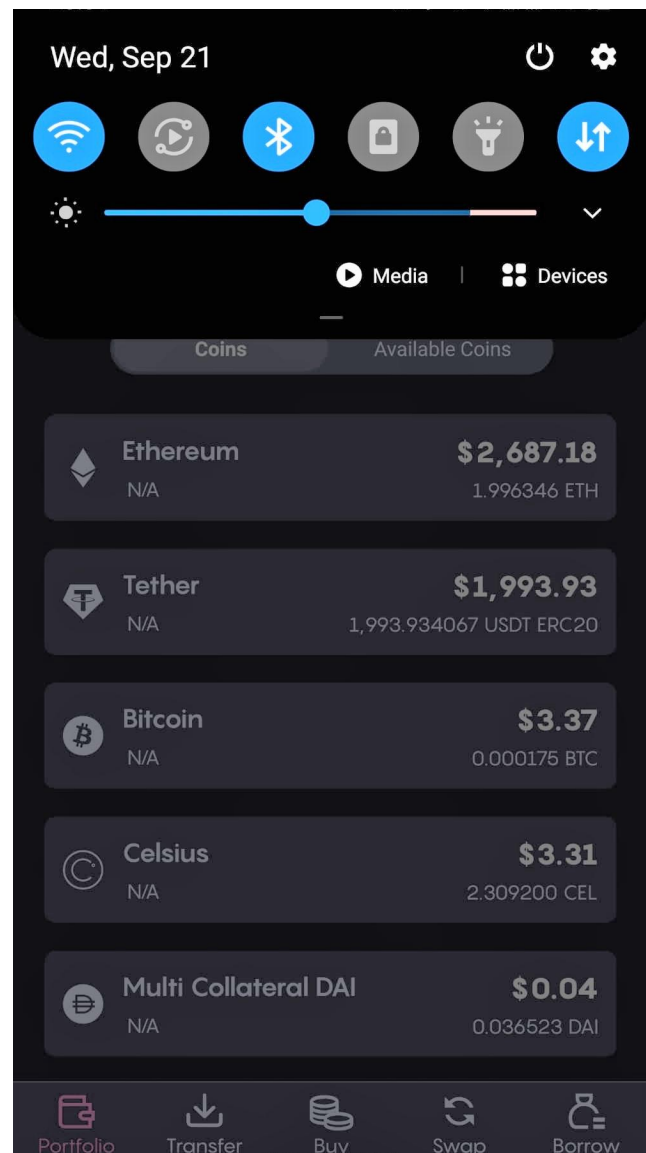 Wed, Sep 21
Media | Devices
Coins Available Coins
Ethereum $2,687.18
N/A 1.996346 ETH
Tether $1,993.93
N/A 1,993.934067 USDT ERC20
Bitcoin $3.37
N/A 0.000175 BTC
Celsius $3.31
N/A 2.309200 CEL
Multi Collateral DAI $0.04
N/A 0.036523 DAI
Portfolio Transfer Buy Swap Borrow